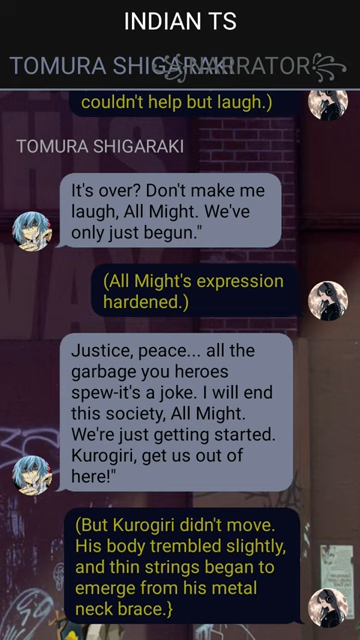 INDIAN TS
TOMURA SHIGARAKI NARRATOR
couldn't help but laugh.)
TOMURA SHIGARAKI
It's over? Don't make me
laugh, All Might. We've
only just begun."
(All Might's expression
hardened.)
Justice, peace... all the
garbage you heroes
spew-it's a joke. I will end
this society, All Might.
We're just getting started.
Kurogiri, get us out of
here!"
(But Kurogiri didn't move.
His body trembled slightly,
and thin strings began to
emerge from his metal
neck brace.}